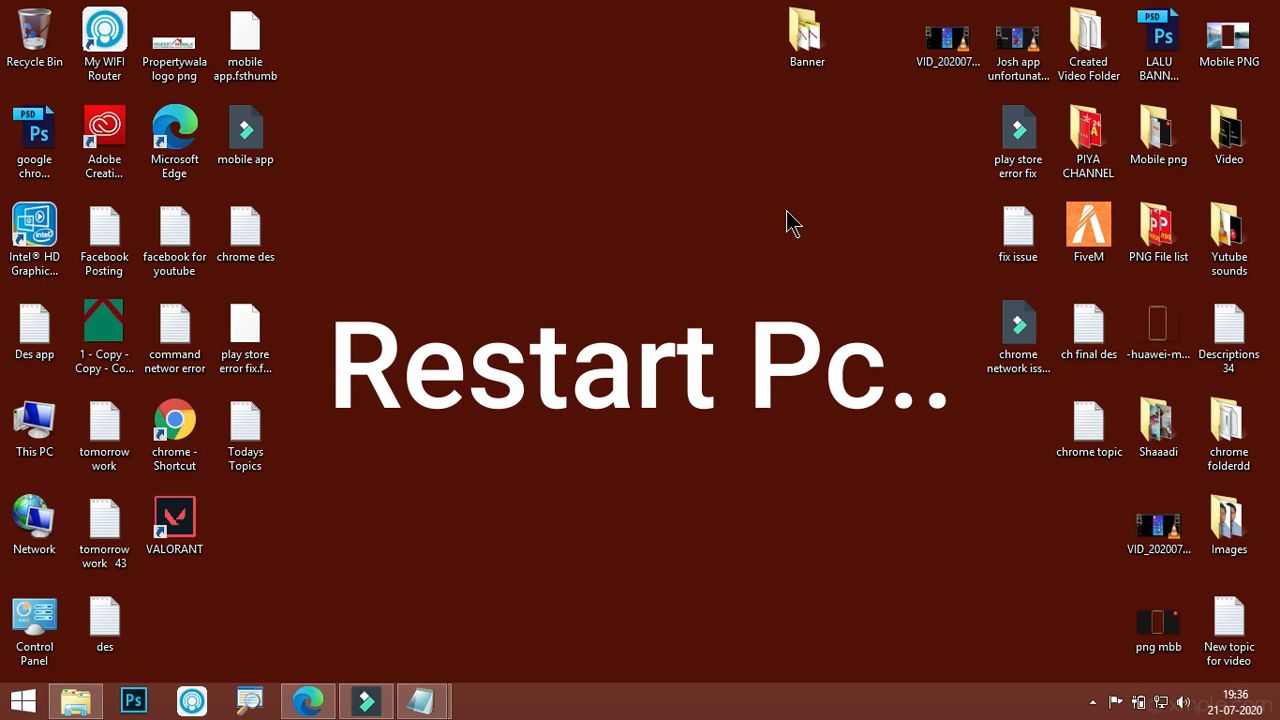 Recycle Bin
My WIFI
Router
Propertywala
logo png
mobile
app.fsthumb
Banner
VID_202007...
Josh app
unfortunat...
Created
Video Folder
PSD
Ps
LALU
BANN...
Mobile PNG
PSD
Ps
google
chro...
Adobe
Creati...
Microsoft
Edge
mobile app
play store
error fix
PIYA
CHANNEL
Mobile png
Video
intel
Intel® HD
Graphic...
Facebook
Posting
facebook for
youtube
chrome des
fix issue
FiveM
PNG File list
Yutube
sounds
Des app
1 - Copy -
Copy - Co...
command
networ error
play store
error fix.f...
Restart Pc..
chrome
network iss...
ch final des
-huawei-m...
Descriptions
34
This PC
tomorrow
work
chrome -
Shortcut
Todays
Topics
chrome topic
Shaaadi
chrome
folderdd
Network
tomorrow
work 43
VALORANT
VID_202007...
Images
Control
Panel
des
png mbb
New topic
for video
Ps
19:36
21-07-2020